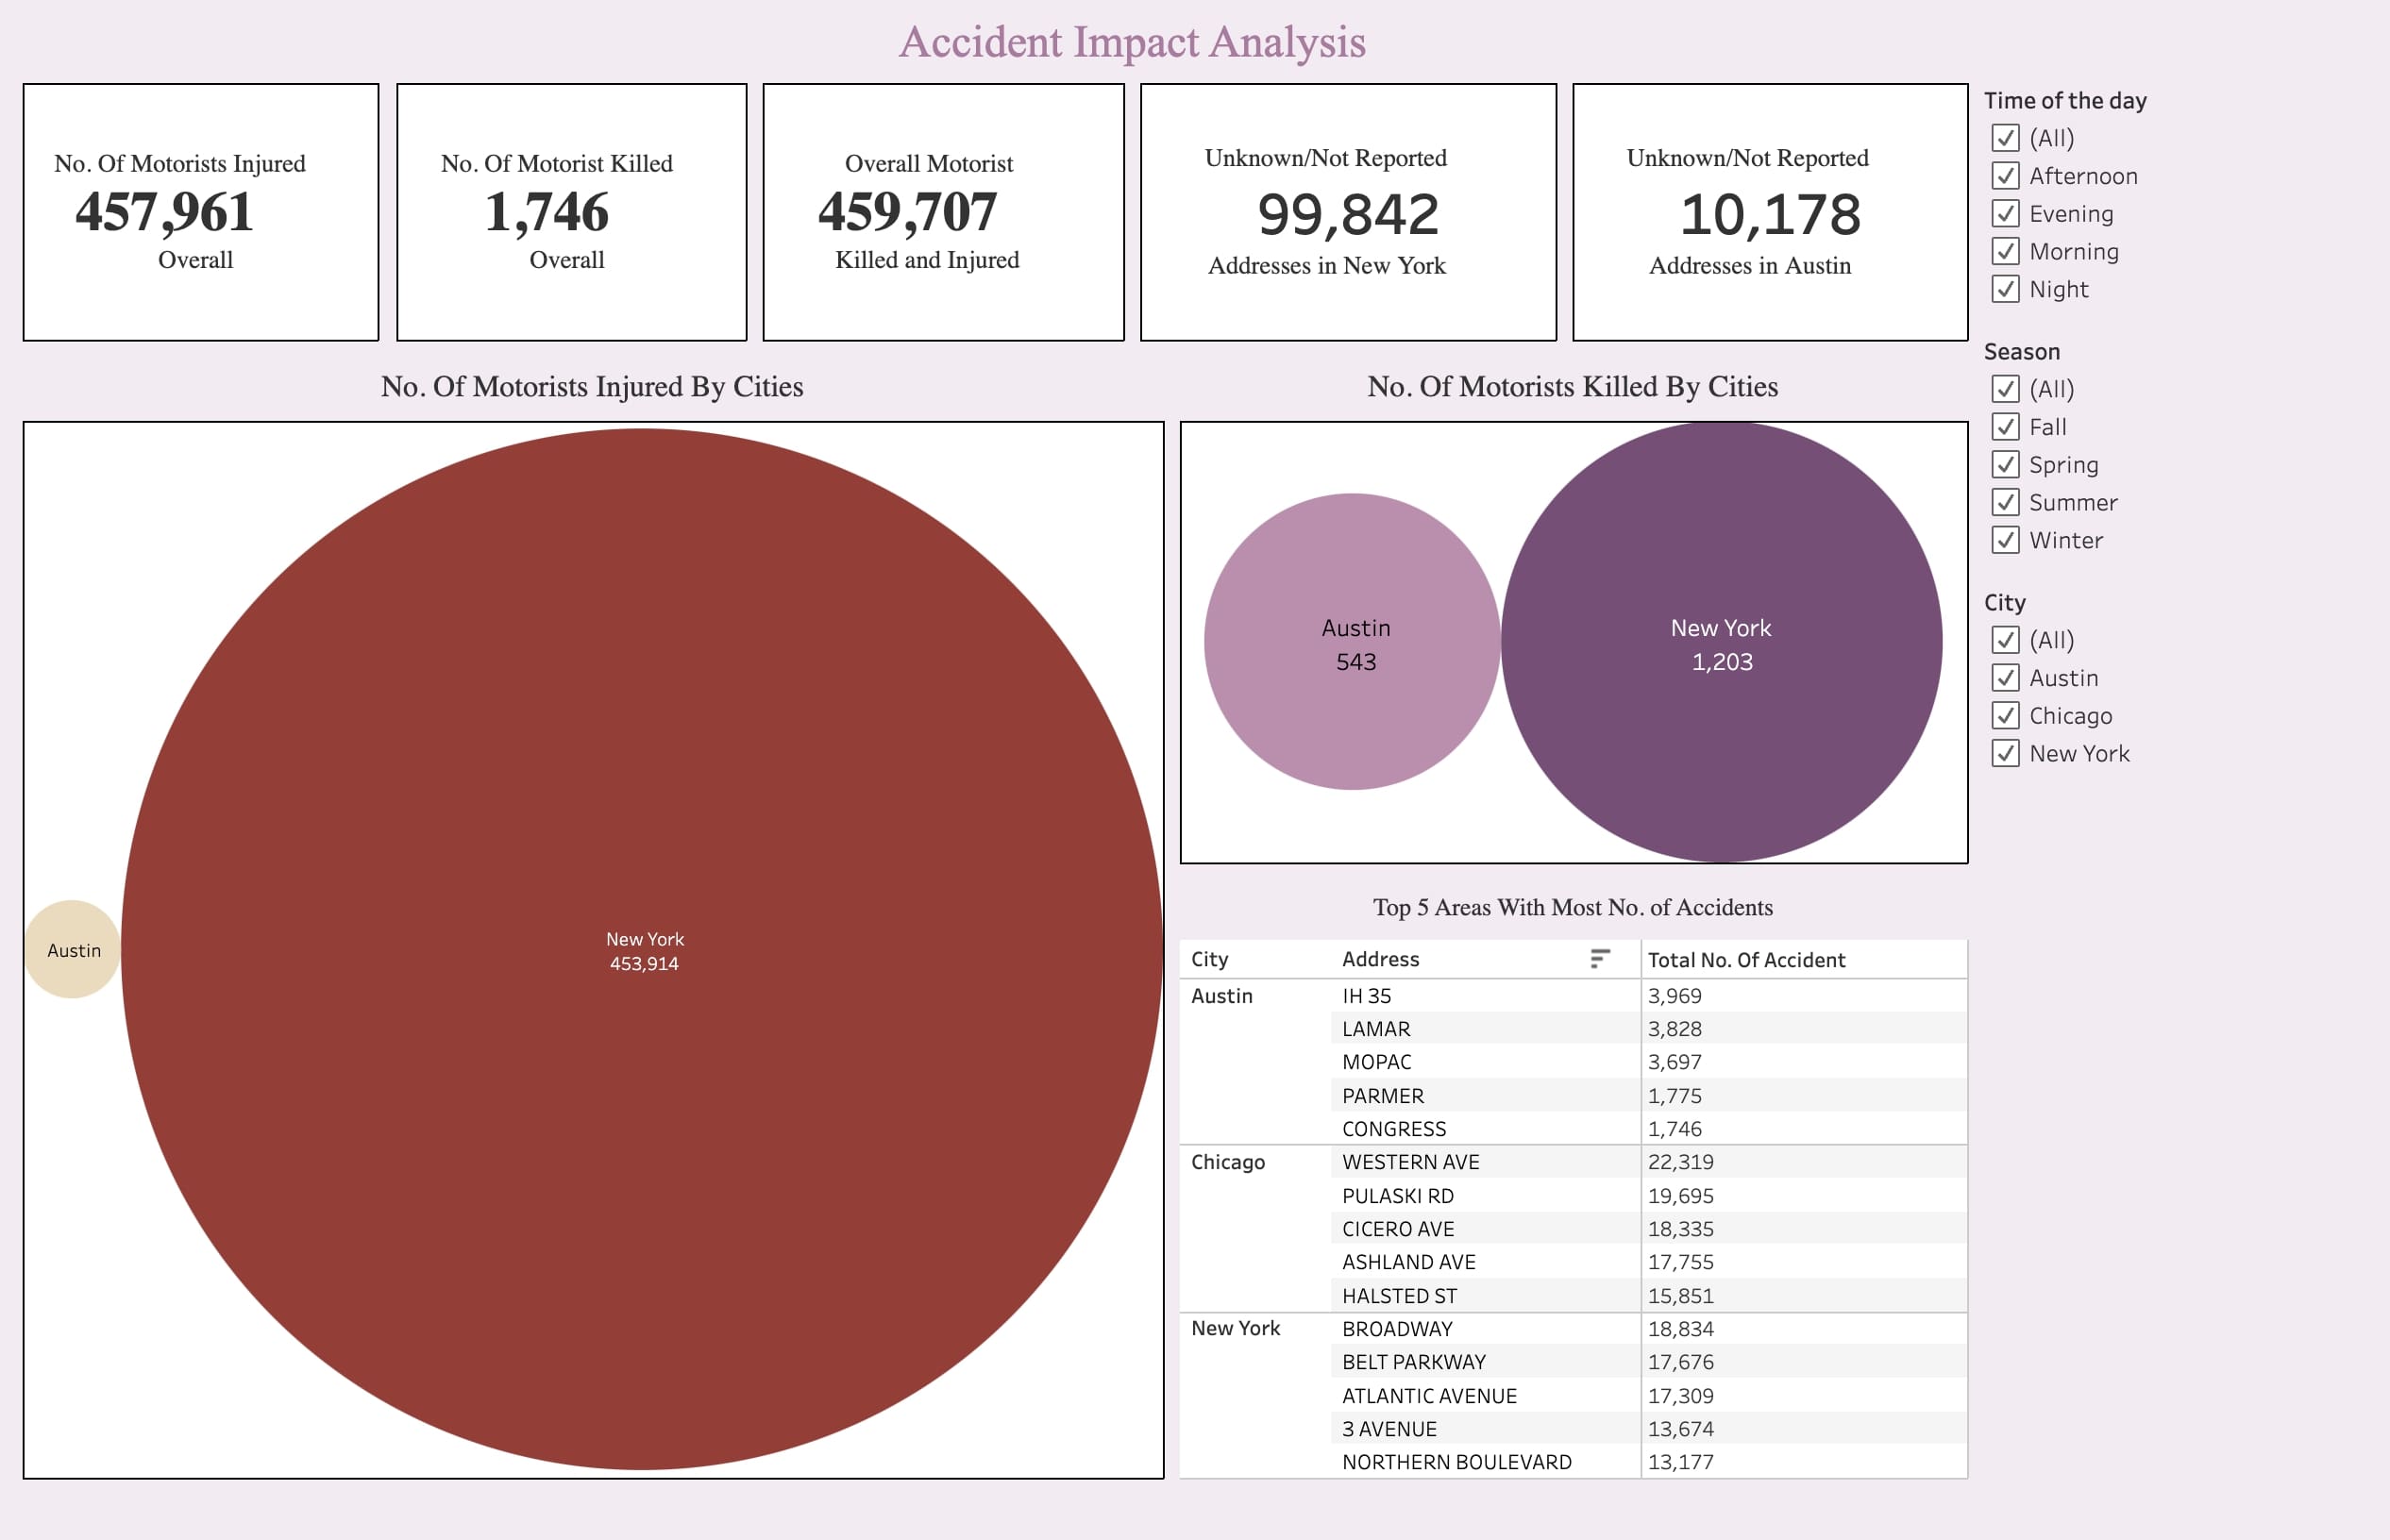 Accident Impact Analysis
No. Of Motorists Injured
457,961
Overall
No. Of Motorist Killed
1,746
Overall
Overall Motorist
459,707
Killed and Injured
Unknown/Not Reported
99,842
Addresses in New York
Unknown/Not Reported
10,178
Addresses in Austin
Time of the day
(All)
Afternoon
Evening
Morning
Night
Season
(All)
Fall
Spring
Summer
Winter
City
(All)
Austin
Chicago
New York
No. Of Motorists Injured By Cities
Austin
New York
453,914
No. Of Motorists Killed By Cities
Austin
543
New York
1,203
Top 5 Areas With Most No. of Accidents
City Address Total No. Of Accident
Austin IH 35 3,969
LAMAR 3,828
MOPAC 3,697
PARMER 1,775
CONGRESS 1,746
Chicago WESTERN AVE 22,319
PULASKI RD 19,695
CICERO AVE 18,335
ASHLAND AVE 17,755
HALSTED ST 15,851
New York BROADWAY 18,834
BELT PARKWAY 17,676
ATLANTIC AVENUE 17,309
3 AVENUE 13,674
NORTHERN BOULEVARD 13,177